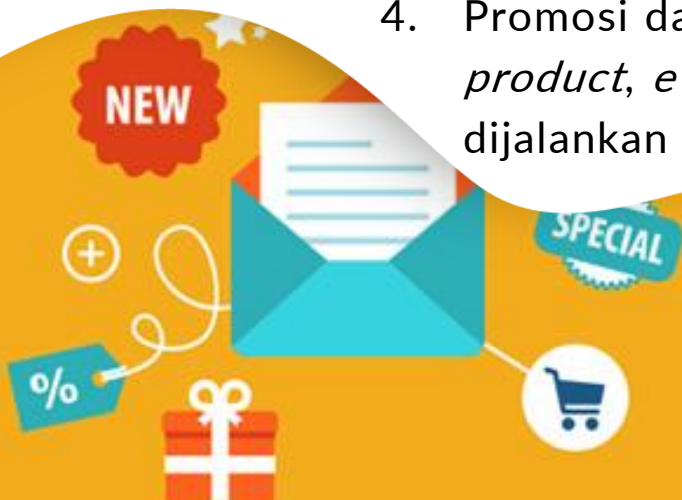 4. Promosi da
product, e
dijalankan
NEW
SPECIAL
%